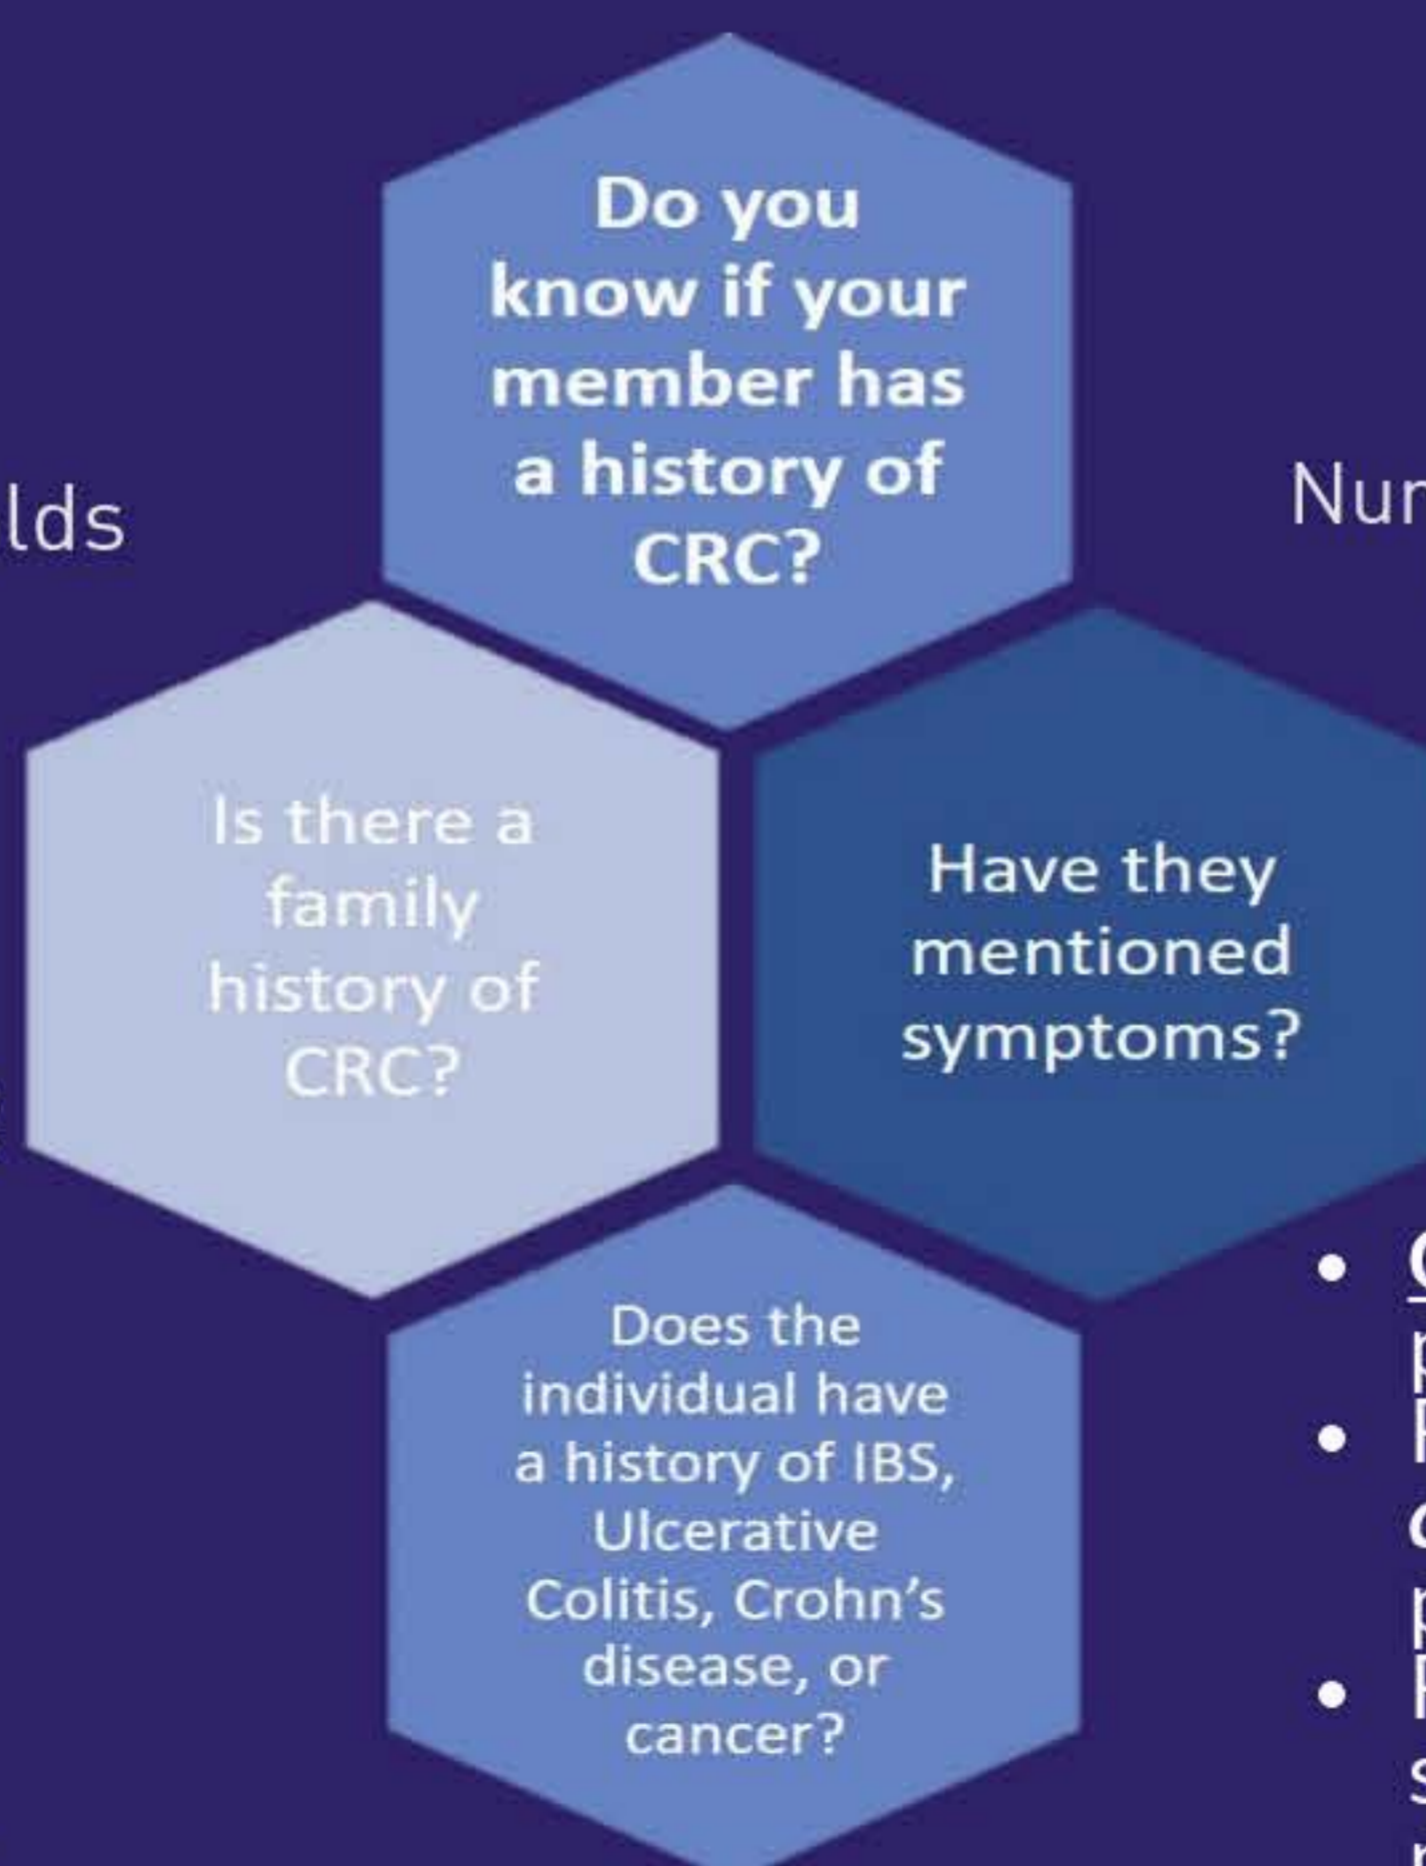 Do you
know if your
member has
a history of
CRC?
lds
Nur
Is there a
family
history of
CRC?
Have they
mentioned
symptoms?
Does the
individual have
a history of IBS,
Ulcerative
Colitis, Crohn's
disease, or
cancer?